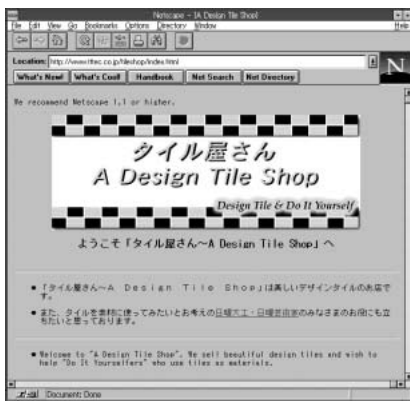 Netscape - [A Design Tile Shop]
File Edit View Go Bookmarks Options Directory Window Help
Location: http://www.ttec.co.jp/tileshop/index.html
What's New! What's Cool! Handbook Net Search Net Directory
N
We recommend Netscape 1.1 or higher.
タイル屋さん
A Design Tile Shop
Design Tile & Do It Yourself
ようこそ「タイル屋さん～A Design Tile Shop」へ
● 「タイル屋さん～A Design Tile Shop」は美しいデザインタイルのお店で
す。
● また、タイルを素材に使ってみたいとお考えの日曜大工・日曜芸術家のみなさまのお役にも立
ちたいと思っております。
● Welcome to "A Design Tile Shop". We sell beautiful design tiles and wish to
help "Do It Yourselfers" who use tiles as materials.
Document: Done